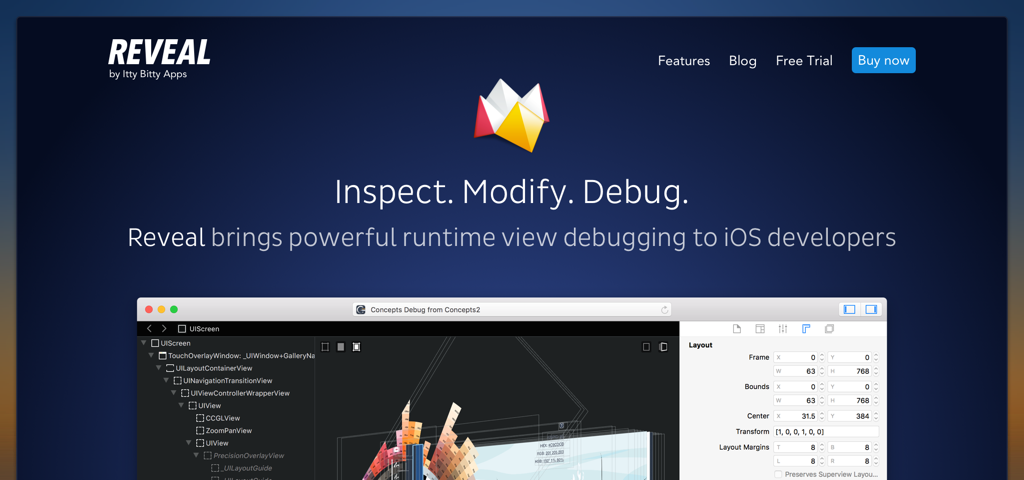 REVEAL
by Itty Bitty Apps
Features Blog Free Trial Buy now
Inspect. Modify. Debug.
Reveal brings powerful runtime view debugging to iOS developers
Concepts Debug from Concepts2
UIScreen
UIScreen
TouchOverlayWindow: _UIWindow+GalleryNa
UILayoutContainerView
UINavigationTransitionView
UIViewControllerWrapperView
UIView
CCGLView
ZoomPanView
UIView
PrecisionOverlayView
_UILayoutGuide
_UILayoutGuide
Layout
Frame X 0 Y 0
W 63 H 768
Bounds X 0 Y 0
W 63 H 768
Center X 31.5 Y 384
Transform [1, 0, 0, 1, 0, 0]
Layout Margins T 8 B 8
L 8 R 8
Preserves Superview Layou...